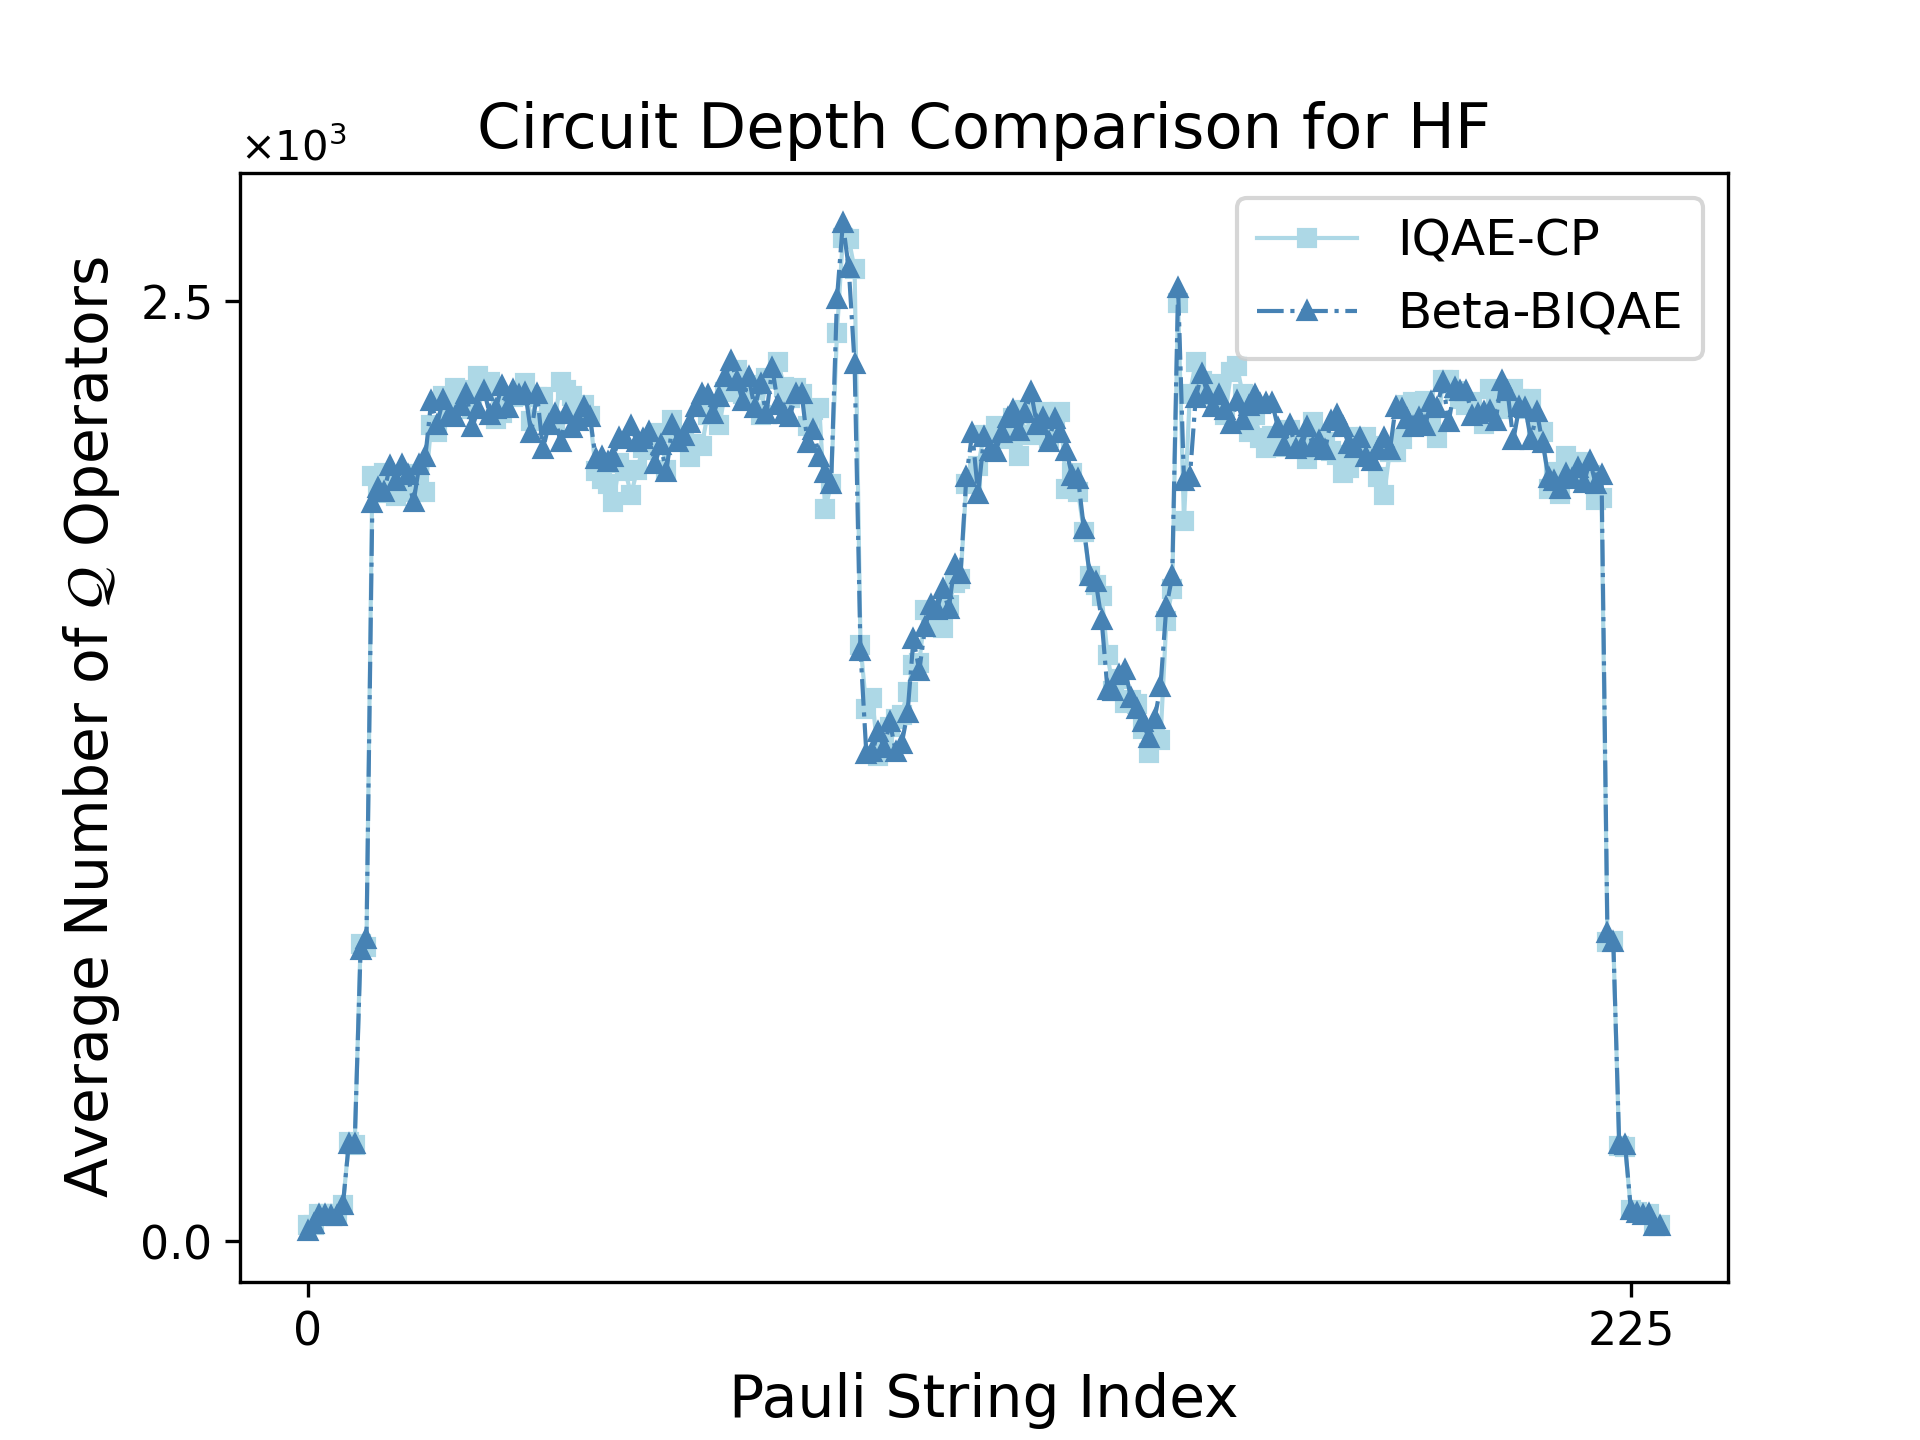 Circuit Depth Comparison for HF
×10³
IQAE-CP
Beta-BIQAE
2.5
0.0
Average Number of 𝒬 Operators
0
225
Pauli String Index